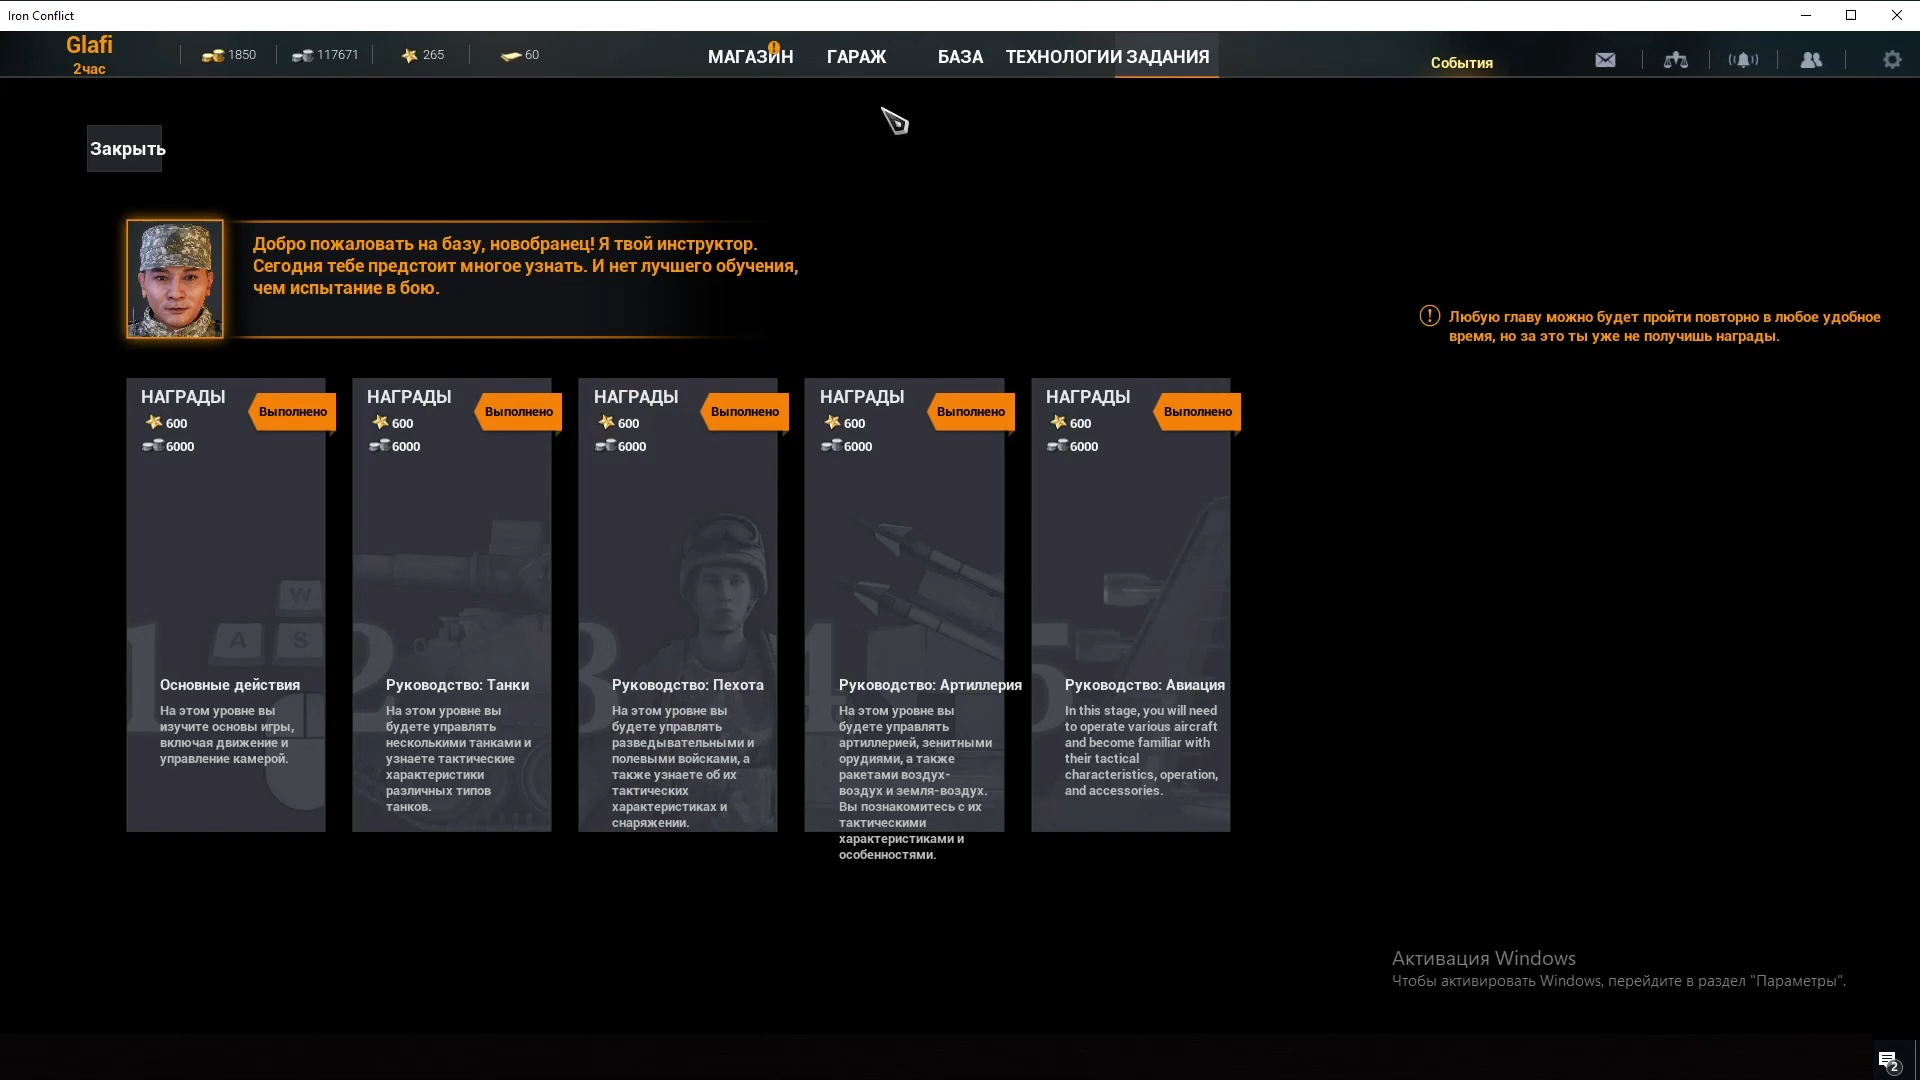 Iron Conflict
Glafi
2час
1850
117671
265
60
МАГАЗИН
ГАРАЖ
БАЗА
ТЕХНОЛОГИИ
ЗАДАНИЯ
События
Закрыть
Добро пожаловать на базу, новобранец! Я твой инструктор.
Сегодня тебе предстоит многое узнать. И нет лучшего обучения,
чем испытание в бою.
Любую главу можно будет пройти повторно в любое удобное
время, но за это ты уже не получишь награды.
НАГРАДЫ
Выполнено
600
6000
W
A
S
1
Основные действия
На этом уровне вы
изучите основы игры,
включая движение и
управление камерой.
НАГРАДЫ
Выполнено
600
6000
2
Руководство: Танки
На этом уровне вы
будете управлять
несколькими танками и
узнаете тактические
характеристики
различных типов
танков.
НАГРАДЫ
Выполнено
600
6000
3
Руководство: Пехота
На этом уровне вы
будете управлять
разведывательными и
полевыми войсками, а
также узнаете об их
тактических
характеристиках и
снаряжении.
НАГРАДЫ
Выполнено
600
6000
4
Руководство: Артиллерия
На этом уровне вы
будете управлять
артиллерией, зенитными
орудиями, а также
ракетами воздух-
воздух и земля-воздух.
Вы познакомитесь с их
тактическими
характеристиками и
особенностями.
НАГРАДЫ
Выполнено
600
6000
5
Руководство: Авиация
In this stage, you will need
to operate various aircraft
and become familiar with
their tactical
characteristics, operation,
and accessories.
Активация Windows
Чтобы активировать Windows, перейдите в раздел "Параметры".
2